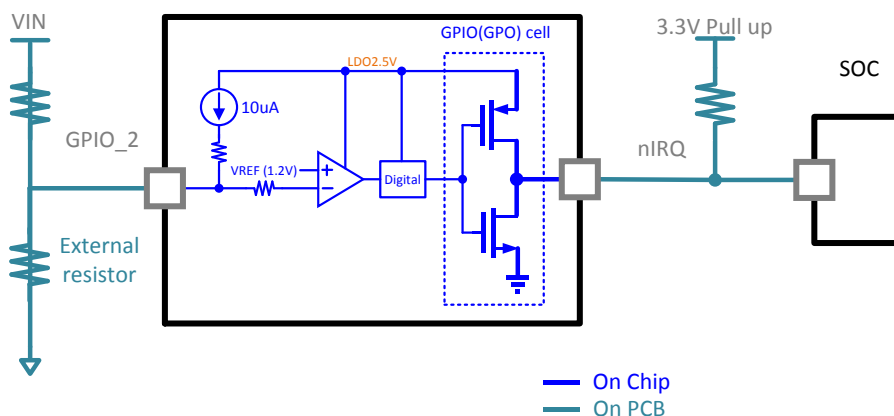 VIN
GPIO(GPO) cell
3.3V Pull up
SOC
LDO2.5V
10uA
GPIO_2
nIRQ
VREF (1.2V)
+
−
Digital
External
resistor
On Chip
On PCB